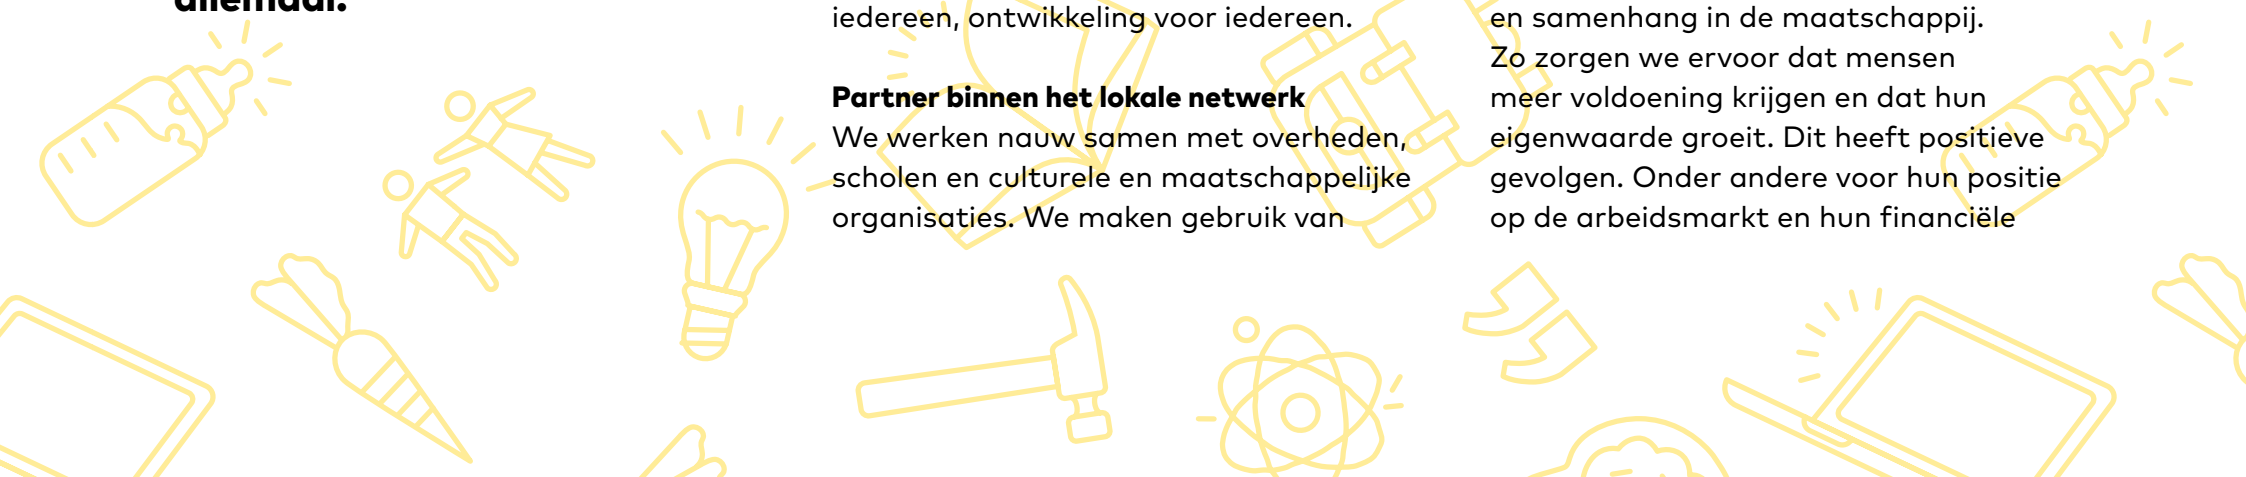 allemaal.
iedereen, ontwikkeling voor iedereen.
Partner binnen het lokale netwerk
We werken nauw samen met overheden,
scholen en culturele en maatschappelijke
organisaties. We maken gebruik van
en samenhang in de maatschappij.
Zo zorgen we ervoor dat mensen
meer voldoening krijgen en dat hun
eigenwaarde groeit. Dit heeft positieve
gevolgen. Onder andere voor hun positie
op de arbeidsmarkt en hun financiële